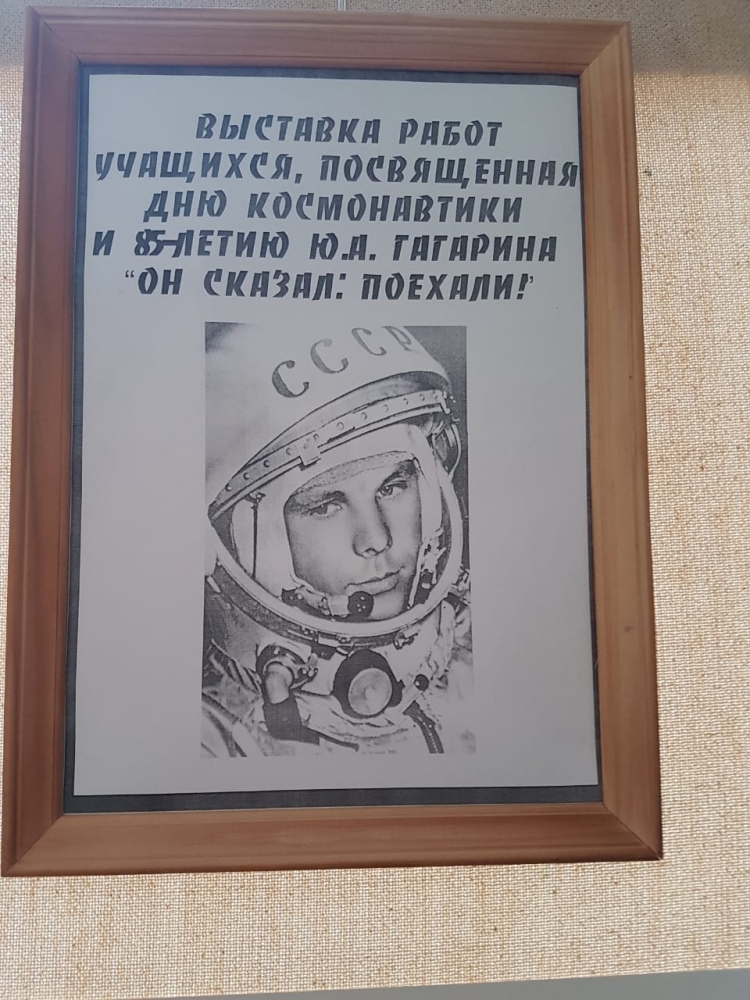 ВЫСТАВКА РАБОТ
УЧАЩИХСЯ, ПОСВЯЩЕННАЯ
ДНЮ КОСМОНАВТИКИ
И 85-ЛЕТИЮ Ю.А. ГАГАРИНА
“ОН СКАЗАЛ: ПОЕХАЛИ!”
СССР